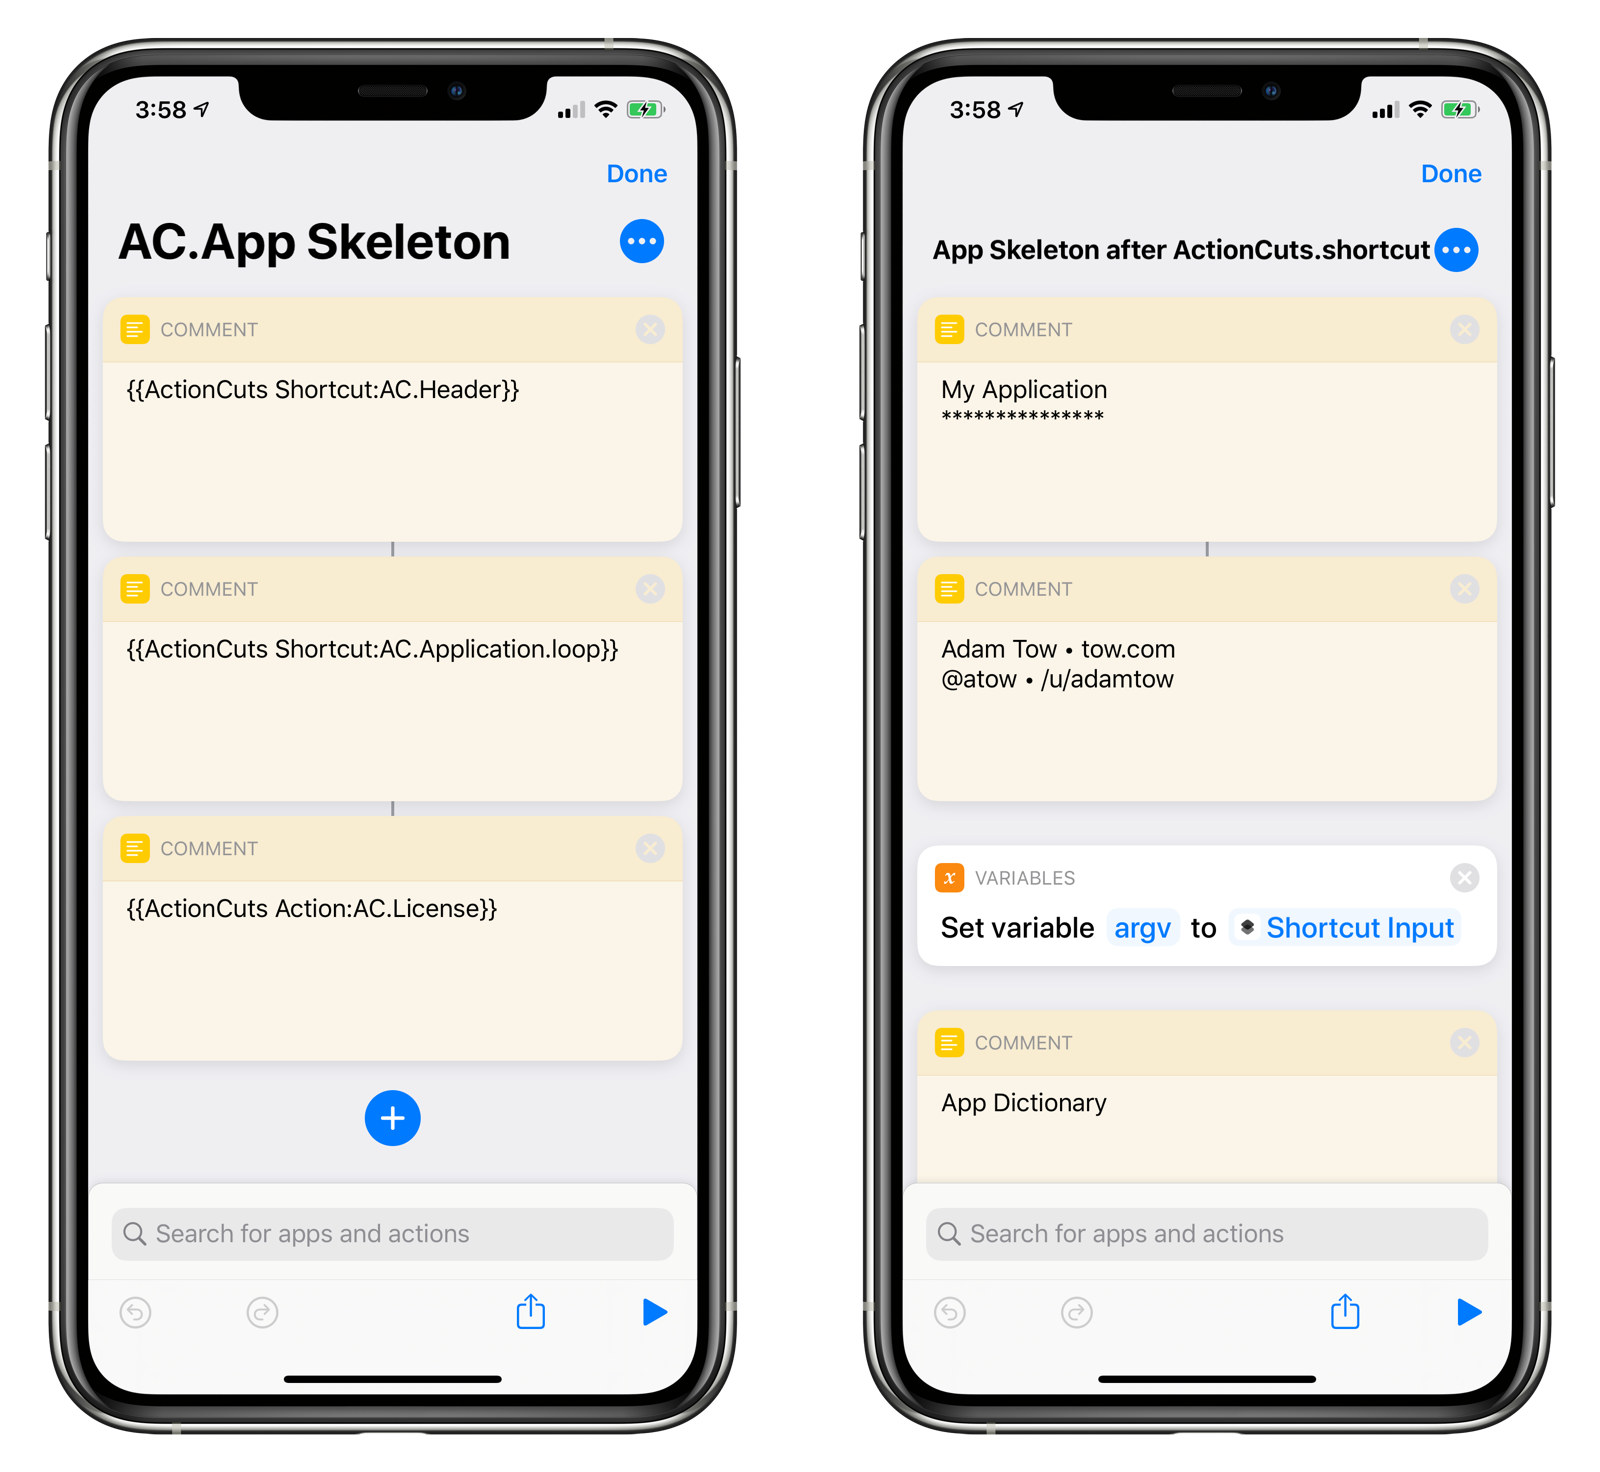 3:58
Done
AC.App Skeleton
COMMENT
{{ActionCuts Shortcut:AC.Header}}
COMMENT
{{ActionCuts Shortcut:AC.Application.loop}}
COMMENT
{{ActionCuts Action:AC.License}}
Search for apps and actions
3:58
Done
App Skeleton after ActionCuts.shortcut
COMMENT
My Application
***************
COMMENT
Adam Tow • tow.com
@atow • /u/adamtow
VARIABLES
Set variable argv to Shortcut Input
COMMENT
App Dictionary
Search for apps and actions